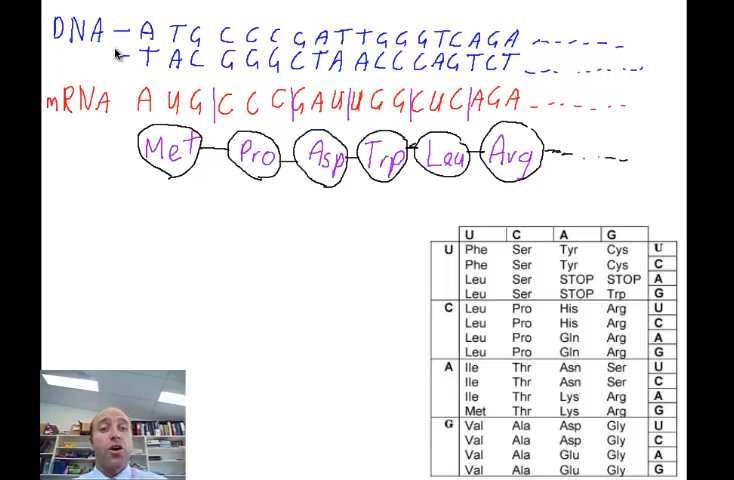 DNA - A T G C C C G A T T G G G T C A G A
- T A C G G G C T A A C C C A G T C T
mRNA A U G | C C C | G A U | U G G | C U C | A G A
Met Pro Asp Trp Leu Arg
U C A G
U Phe Ser Tyr Cys U
Phe Ser Tyr Cys C
Leu Ser STOP STOP A
Leu Ser STOP Trp G
C Leu Pro His Arg U
Leu Pro His Arg C
Leu Pro Gln Arg A
Leu Pro Gln Arg G
A Ile Thr Asn Ser U
Ile Thr Asn Ser C
Ile Thr Lys Arg A
Met Thr Lys Arg G
G Val Ala Asp Gly U
Val Ala Asp Gly C
Val Ala Glu Gly A
Val Ala Glu Gly G